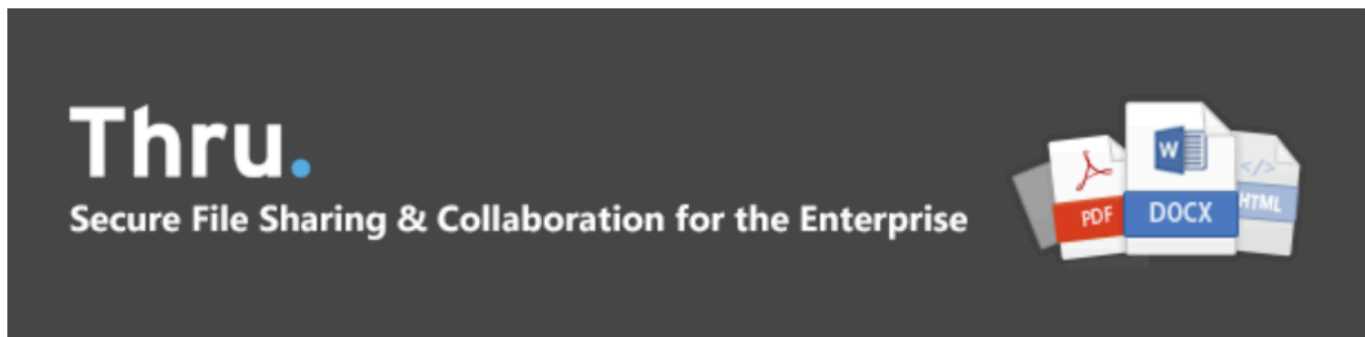 Thru.
Secure File Sharing & Collaboration for the Enterprise
PDF
W
DOCX
</>
HTML